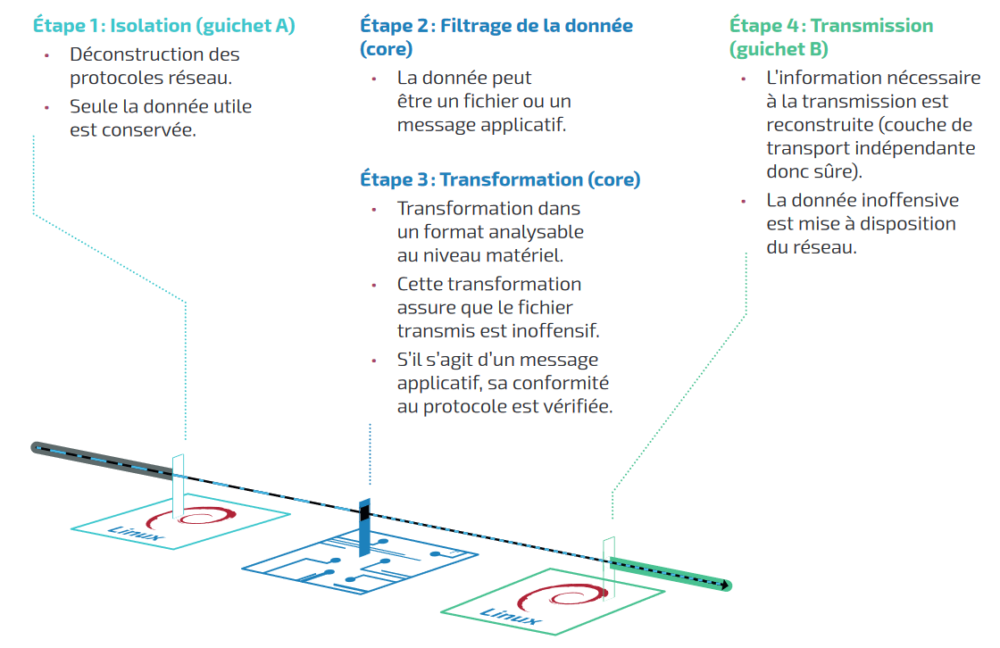 Étape 1 : Isolation (guichet A)
• Déconstruction des
protocoles réseau.
• Seule la donnée utile
est conservée.
Étape 2 : Filtrage de la donnée
(core)
• La donnée peut
être un fichier ou un
message applicatif.
Étape 3 : Transformation (core)
• Transformation dans
un format analysable
au niveau matériel.
• Cette transformation
assure que le fichier
transmis est inoffensif.
• S’il s’agit d’un message
applicatif, sa conformité
au protocole est vérifiée.
Étape 4 : Transmission
(guichet B)
• L’information nécessaire
à la transmission est
reconstruite (couche de
transport indépendante
donc sûre).
• La donnée inoffensive
est mise à disposition
du réseau.
Linux
Linux